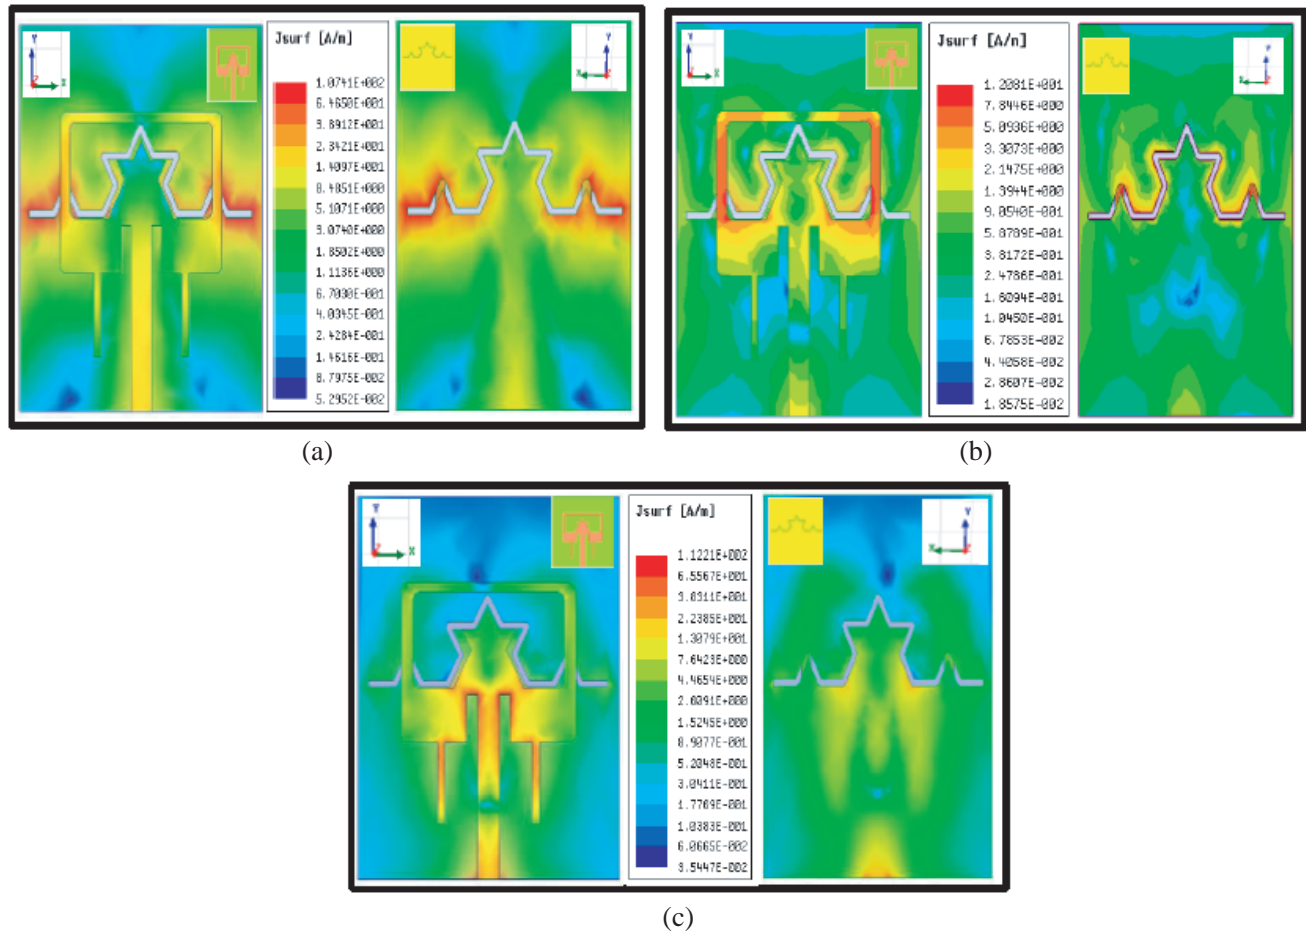 Y
X
Z
Jsurf [A/m]
1.0741E+002
6.4650E+001
3.8912E+001
2.3421E+001
1.4097E+001
8.4851E+000
5.1071E+000
3.0740E+000
1.8502E+000
1.1136E+000
6.7030E-001
4.0345E-001
2.4284E-001
1.4616E-001
8.7975E-002
5.2952E-002
Y
X
(a)
Y
X
Jsurf [A/m]
1.2081E+001
7.8446E+000
5.0936E+000
3.3073E+000
2.1475E+000
1.3944E+000
9.0540E-001
5.8789E-001
3.8172E-001
2.4786E-001
1.6094E-001
1.0450E-001
6.7853E-002
4.4058E-002
2.8607E-002
1.8575E-002
Y
X
(b)
Y
X
Z
Jsurf [A/m]
1.1221E+002
6.5567E+001
3.8311E+001
2.2385E+001
1.3079E+001
7.6423E+000
4.4654E+000
2.6091E+000
1.5245E+000
8.9077E-001
5.2048E-001
3.0411E-001
1.7769E-001
1.0383E-001
6.0665E-002
3.5447E-002
Y
X
(c)